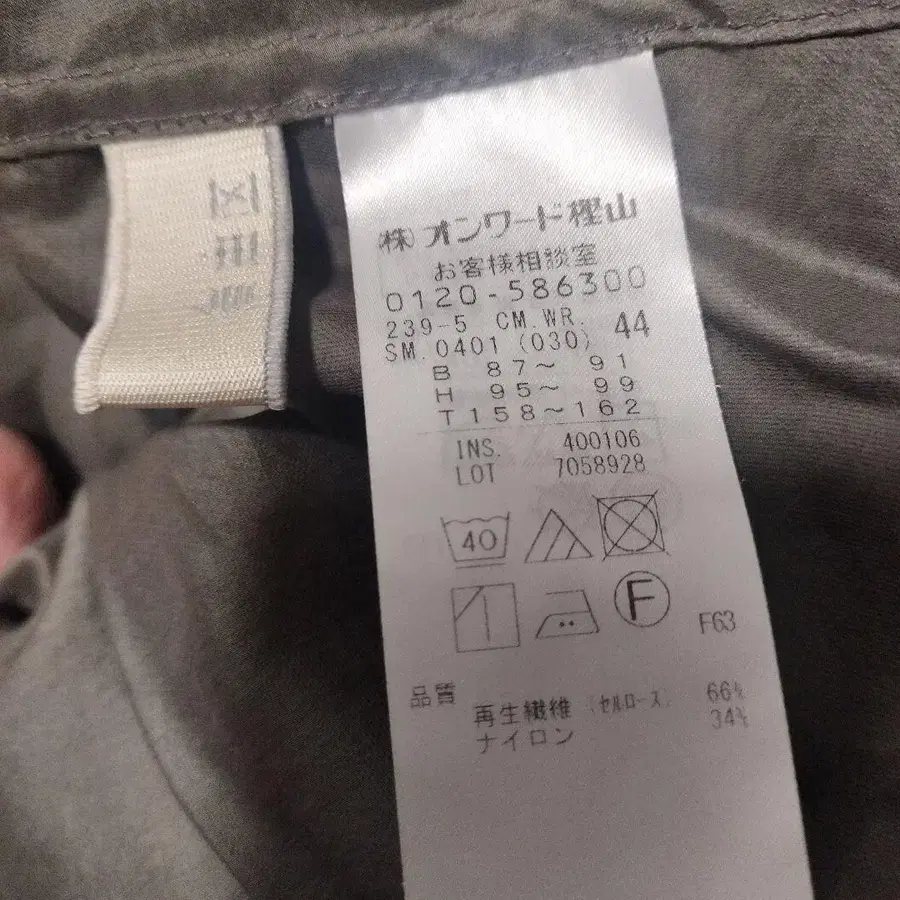 ㈱オンワード樫山
お客様相談室
0120-586300
239-5 CM.WR.
SM.0401(030) 44
B 87〜 91
H 95〜 99
T158〜162
INS. 400106
LOT 7058928
40
F
F63
品質
再生繊維(セルロース) 66%
ナイロン 34%